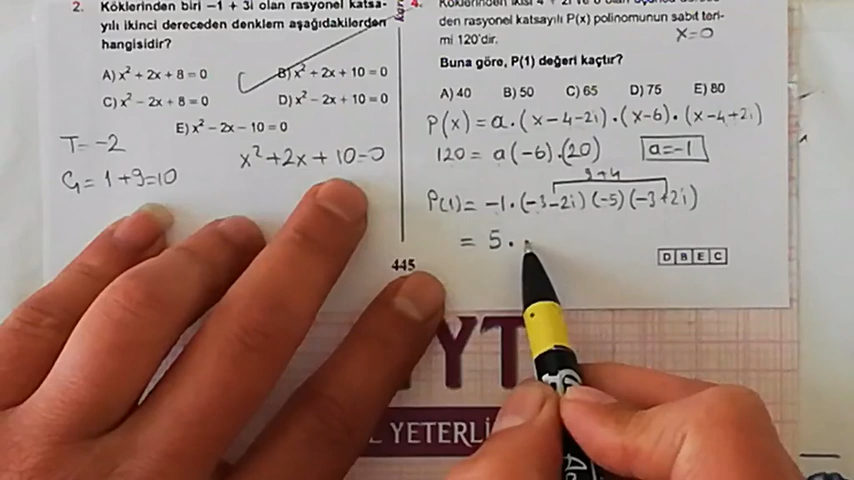 2. Köklerinden biri −1 + 3i olan rasyonel katsa-
yılı ikinci dereceden denklem aşağıdakilerden
hangisidir?
A) x² + 2x + 8 = 0
B) x² + 2x + 10 = 0
C) x² − 2x + 8 = 0
D) x² − 2x + 10 = 0
E) x² − 2x − 10 = 0
T = −2
Ç = 1 + 9 = 10
x² + 2x + 10 = 0
4.
den rasyonel katsayılı P(x) polinomunun sabit teri-
mi 120'dir.
x = 0
Buna göre, P(1) değeri kaçtır?
A) 40 B) 50 C) 65 D) 75 E) 80
P(x) = a . (x − 4 − 2i) . (x − 6) . (x − 4 + 2i)
120 = a(−6) . (20)
a = −1
9 + 4
P(1) = −1 . (−3 − 2i) (−5) (−3 + 2i)
= 5 .
D B E C
445
YT
YETERLİ